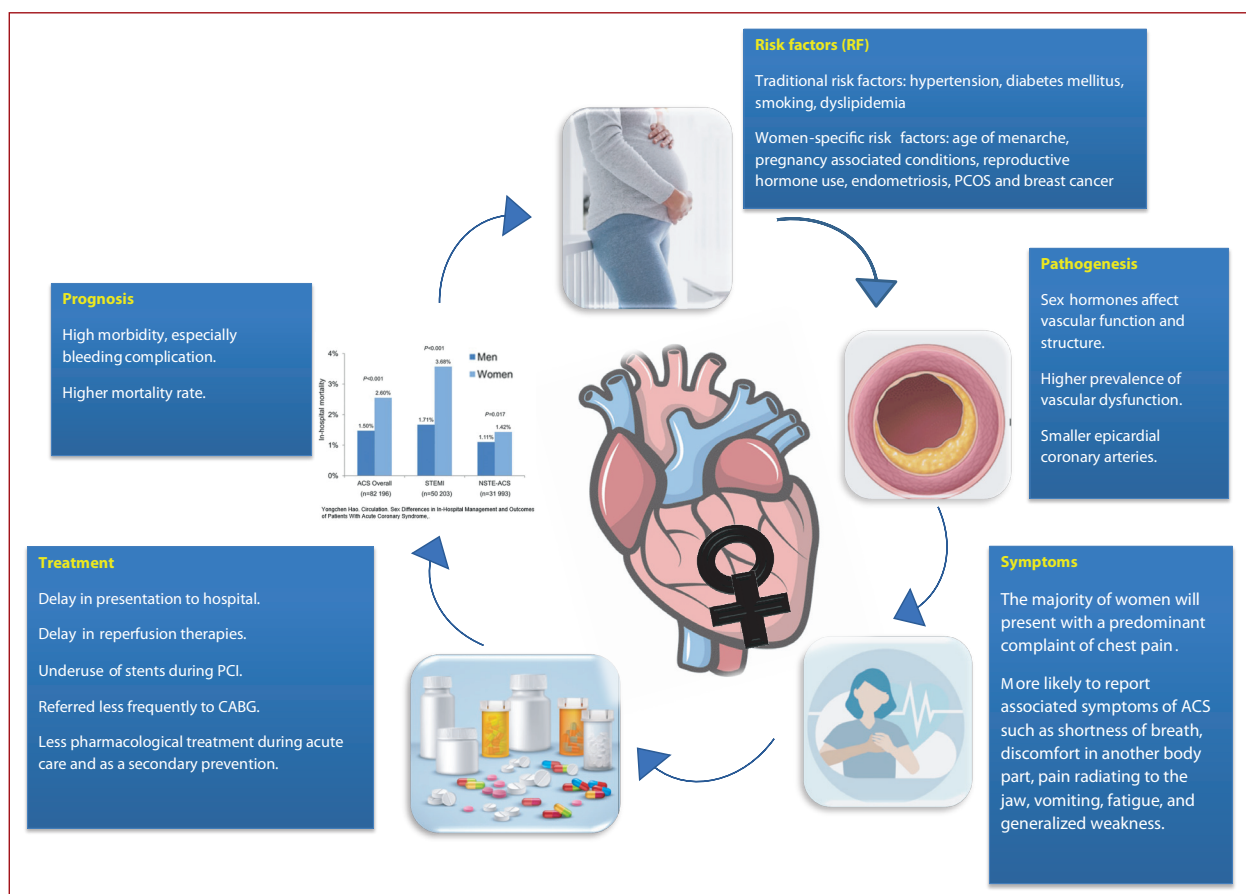 Risk factors (RF)
Traditional risk factors: hypertension, diabetes mellitus,
smoking, dyslipidemia
Women-specific risk factors: age of menarche,
pregnancy associated conditions, reproductive
hormone use, endometriosis, PCOS and breast cancer
Pathogenesis
Sex hormones affect
vascular function and
structure.
Higher prevalence of
vascular dysfunction.
Smaller epicardial
coronary arteries.
Symptoms
The majority of women will
present with a predominant
complaint of chest pain.
More likely to report
associated symptoms of ACS
such as shortness of breath,
discomfort in another body
part, pain radiating to the
jaw, vomiting, fatigue, and
generalized weakness.
Treatment
Delay in presentation to hospital.
Delay in reperfusion therapies.
Underuse of stents during PCI.
Referred less frequently to CABG.
Less pharmacological treatment during acute
care and as a secondary prevention.
Prognosis
High morbidity, especially
bleeding complication.
Higher mortality rate.
In-hospital mortality
4%
3%
2%
1%
0%
Men
Women
P<0.001
1.50%
2.60%
P<0.001
1.71%
3.68%
P=0.017
1.11%
1.42%
ACS Overall
(n=82 196)
STEMI
(n=50 203)
NSTE-ACS
(n=31 993)
Yongchen Hao. Circulation. Sex Differences in In-Hospital Management and Outcomes
of Patients With Acute Coronary Syndrome,.